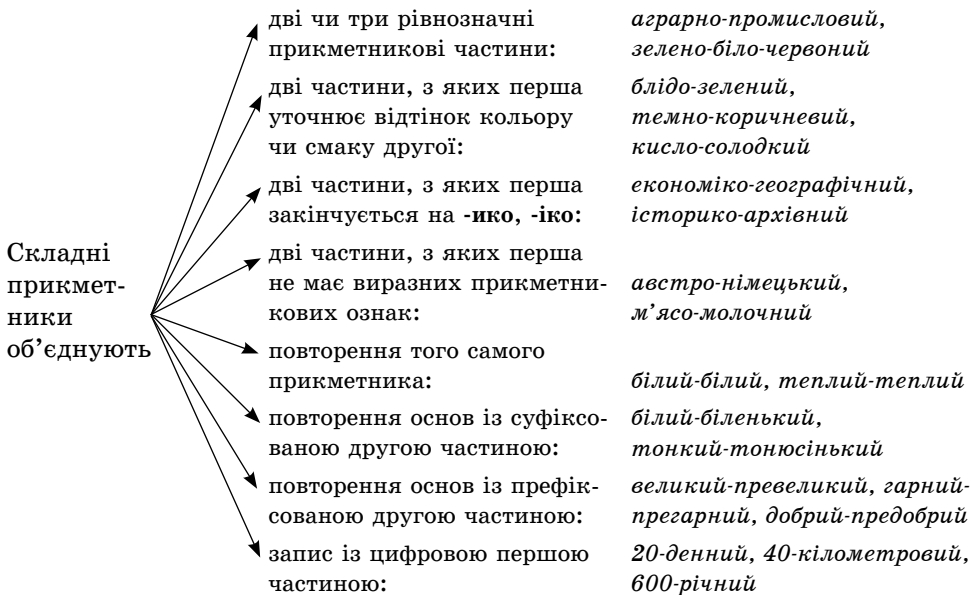 Складні
прикмет-
ники
об’єднують
дві чи три рівнозначні
прикметникові частини:
аграрно-промисловий,
зелено-біло-червоний
дві частини, з яких перша
уточнює відтінок кольору
чи смаку другої:
блідо-зелений,
темно-коричневий,
кисло-солодкий
дві частини, з яких перша
закінчується на -ико, -іко:
економіко-географічний,
історико-архівний
дві частини, з яких перша
не має виразних прикметни-
кових ознак:
австро-німецький,
м’ясо-молочний
повторення того самого
прикметника:
білий-білий, теплий-теплий
повторення основ із суфіксо-
ваною другою частиною:
білий-біленький,
тонкий-тонюсінький
повторення основ із префік-
сованою другою частиною:
великий-превеликий, гарний-
прегарний, добрий-предобрий
запис із цифровою першою
частиною:
20-денний, 40-кілометровий,
600-річний